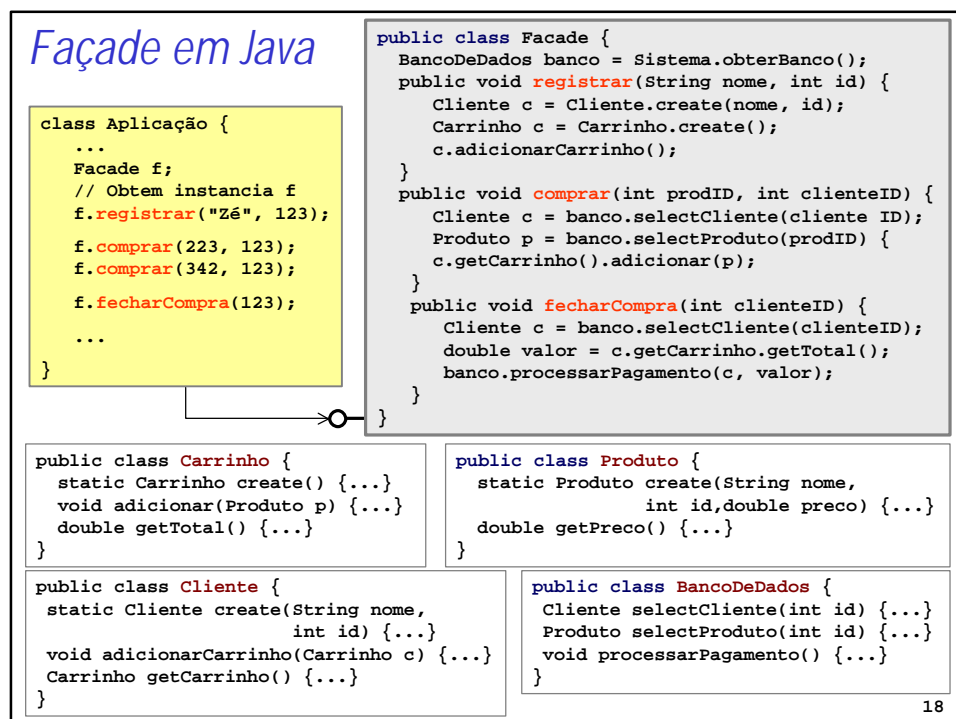 Façade em Java
class Aplicação {
...
Facade f;
// Obtem instancia f
f.registrar("Zé", 123);
f.comprar(223, 123);
f.comprar(342, 123);
f.fecharCompra(123);
...
}
public class Facade {
BancoDeDados banco = Sistema.obterBanco();
public void registrar(String nome, int id) {
Cliente c = Cliente.create(nome, id);
Carrinho c = Carrinho.create();
c.adicionarCarrinho();
}
public void comprar(int prodID, int clienteID) {
Cliente c = banco.selectCliente(cliente ID);
Produto p = banco.selectProduto(prodID) {
c.getCarrinho().adicionar(p);
}
public void fecharCompra(int clienteID) {
Cliente c = banco.selectCliente(clienteID);
double valor = c.getCarrinho.getTotal();
banco.processarPagamento(c, valor);
}
}
public class Carrinho {
static Carrinho create() {...}
void adicionar(Produto p) {...}
double getTotal() {...}
}
public class Produto {
static Produto create(String nome,
int id,double preco) {...}
double getPreco() {...}
}
public class Cliente {
static Cliente create(String nome,
int id) {...}
void adicionarCarrinho(Carrinho c) {...}
Carrinho getCarrinho() {...}
}
public class BancoDeDados {
Cliente selectCliente(int id) {...}
Produto selectProduto(int id) {...}
void processarPagamento() {...}
}
18